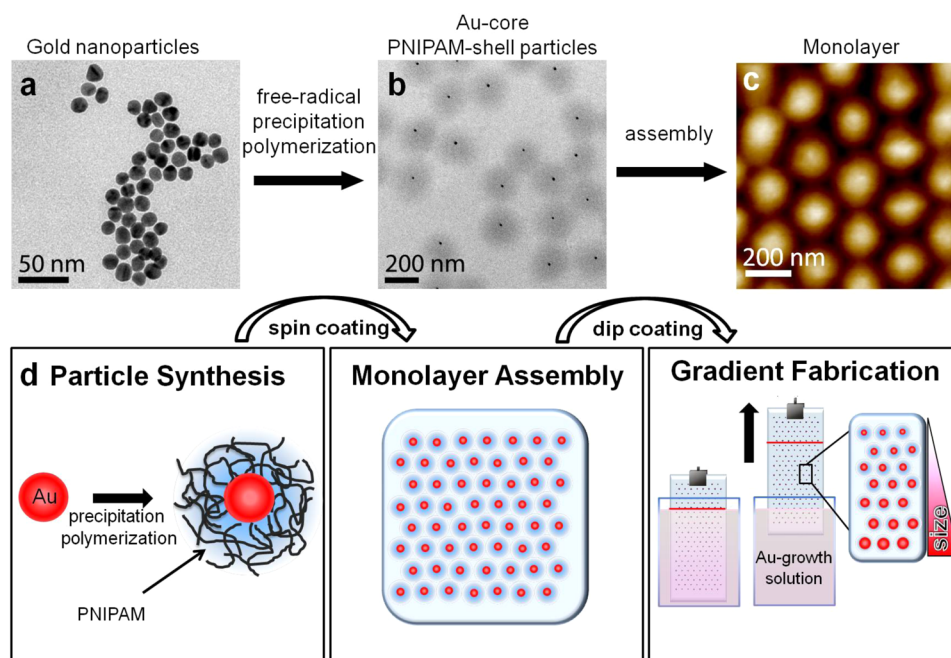 Gold nanoparticles
Au-core
PNIPAM-shell particles
Monolayer
a
free-radical
precipitation
polymerization
b
assembly
c
50 nm
200 nm
200 nm
spin coating
dip coating
d Particle Synthesis
Au
precipitation
polymerization
PNIPAM
Monolayer Assembly
Gradient Fabrication
Au-growth
solution
size